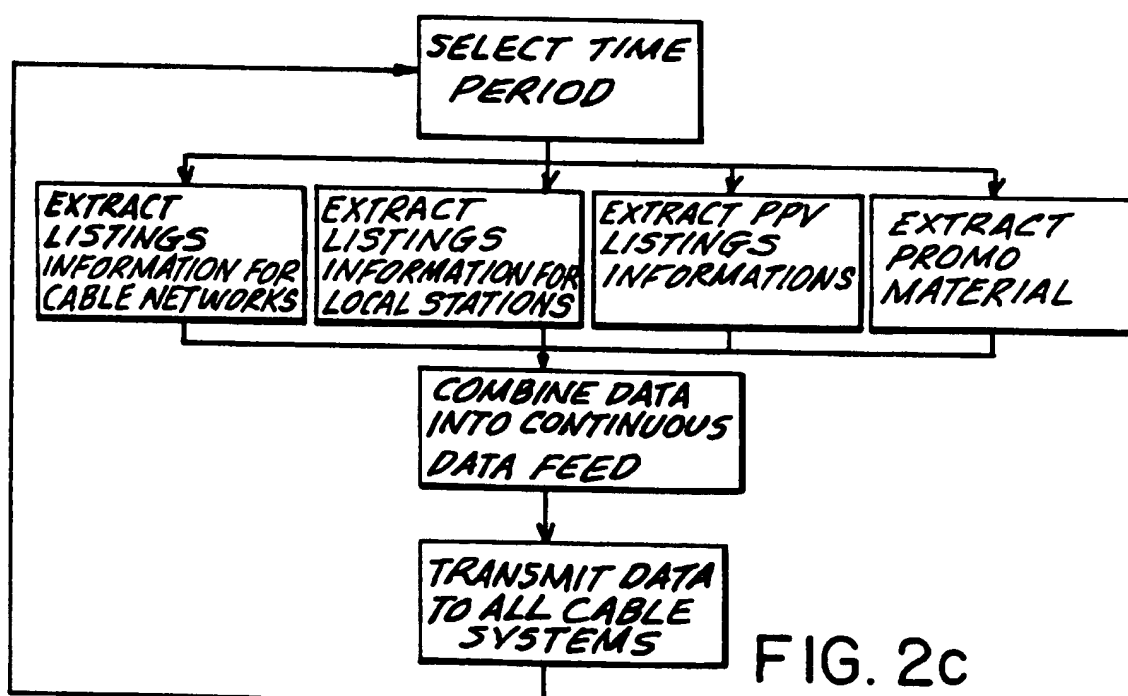 SELECT TIME
PERIOD
EXTRACT
LISTINGS
INFORMATION FOR
CABLE NETWORKS
EXTRACT
LISTINGS
INFORMATION FOR
LOCAL STATIONS
EXTRACT PPV
LISTINGS
INFORMATIONS
EXTRACT
PROMO
MATERIAL
COMBINE DATA
INTO CONTINUOUS
DATA FEED
TRANSMIT DATA
TO ALL CABLE
SYSTEMS
FIG. 2c